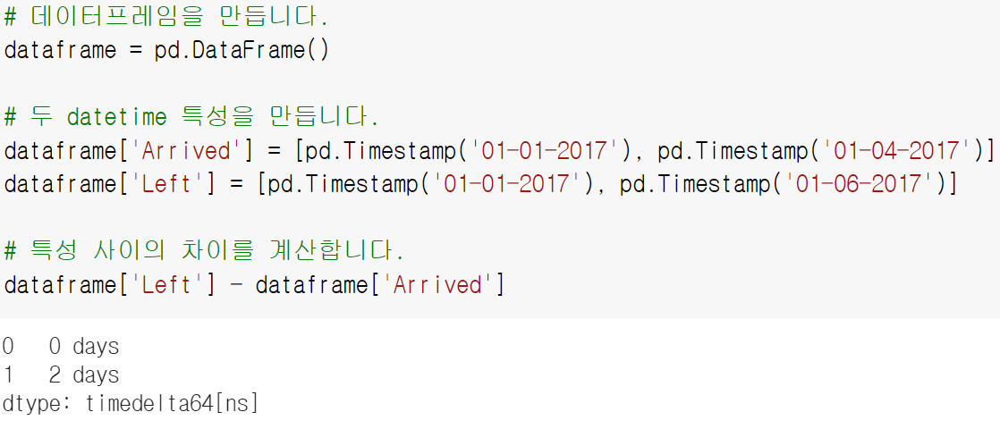 # 데이터프레임을 만듭니다.
dataframe = pd.DataFrame()
# 두 datetime 특성을 만듭니다.
dataframe['Arrived'] = [pd.Timestamp('01-01-2017'), pd.Timestamp('01-04-2017')]
dataframe['Left'] = [pd.Timestamp('01-01-2017'), pd.Timestamp('01-06-2017')]
# 특성 사이의 차이를 계산합니다.
dataframe['Left'] - dataframe['Arrived']
0   0 days
1   2 days
dtype: timedelta64[ns]